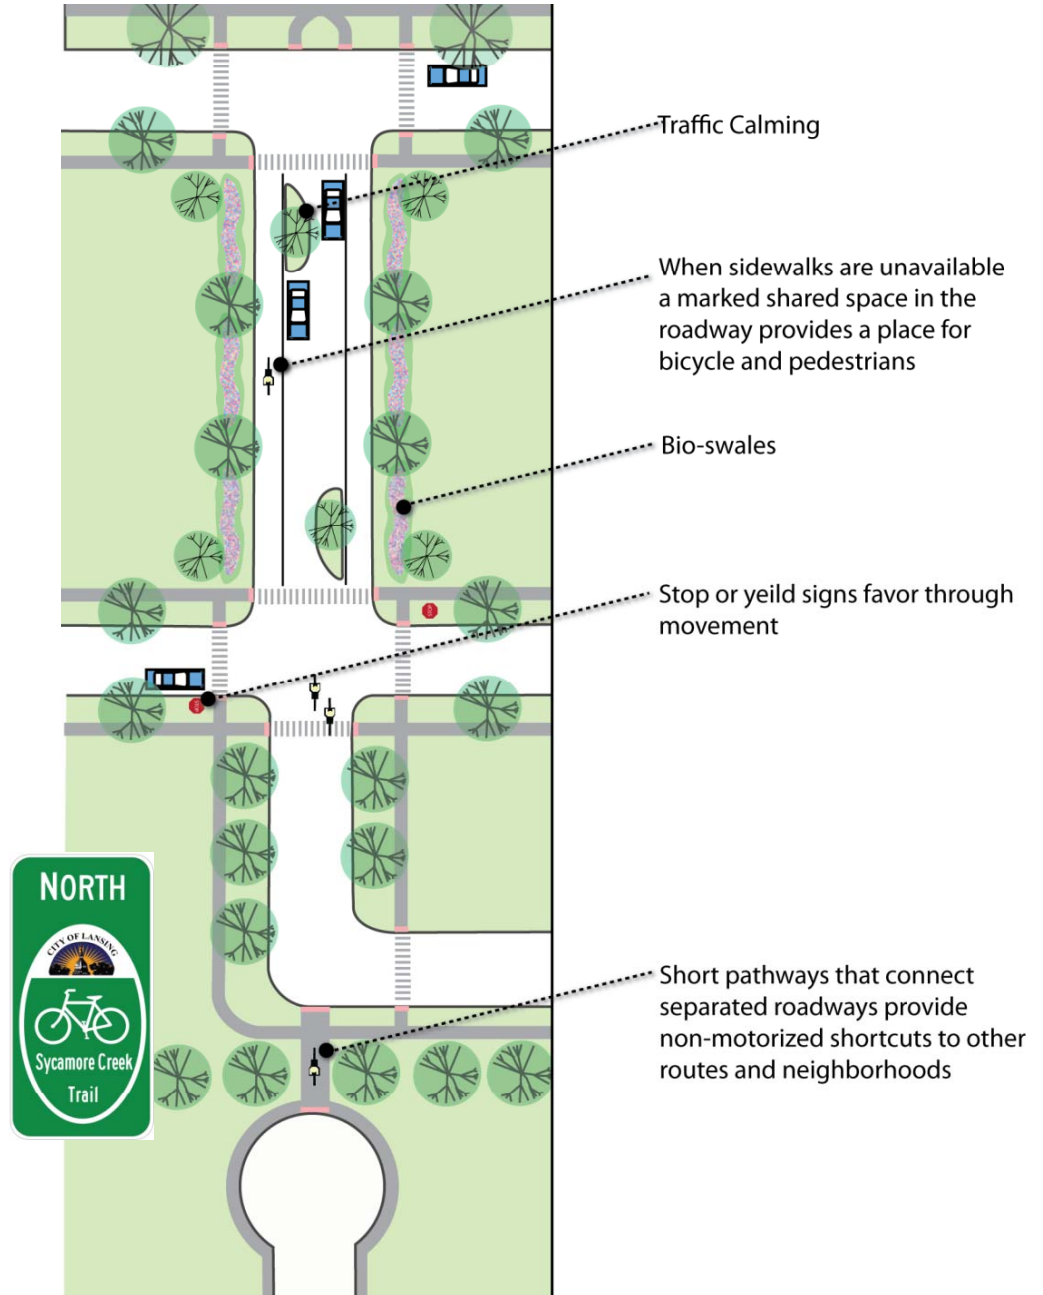 Traffic Calming
When sidewalks are unavailable
a marked shared space in the
roadway provides a place for
bicycle and pedestrians
Bio-swales
Stop or yeild signs favor through
movement
NORTH
CITY OF LANSING
Sycamore Creek
Trail
Short pathways that connect
separated roadways provide
non-motorized shortcuts to other
routes and neighborhoods